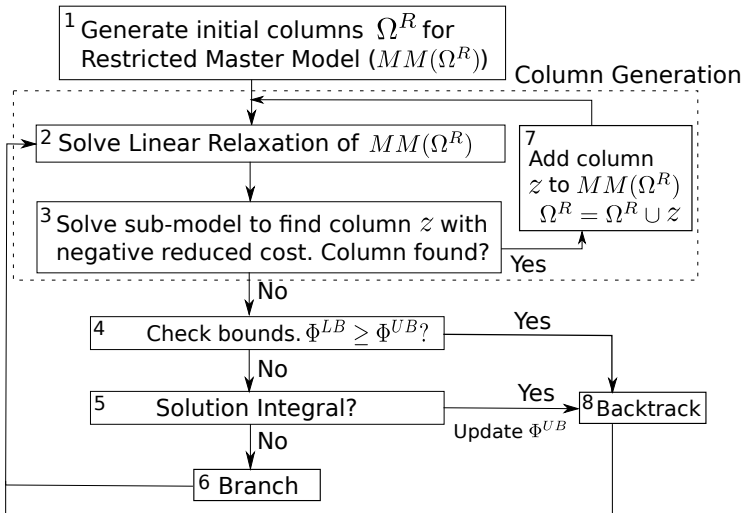 1 Generate initial columns Ω^R for
Restricted Master Model (MM(Ω^R))
Column Generation
2 Solve Linear Relaxation of MM(Ω^R)
7
Add column
z to MM(Ω^R)
Ω^R = Ω^R ∪ z
3 Solve sub-model to find column z with
negative reduced cost. Column found?
Yes
No
4 Check bounds. Φ^LB ≥ Φ^UB?
Yes
No
5 Solution Integral?
Yes
Update Φ^UB
8 Backtrack
No
6 Branch